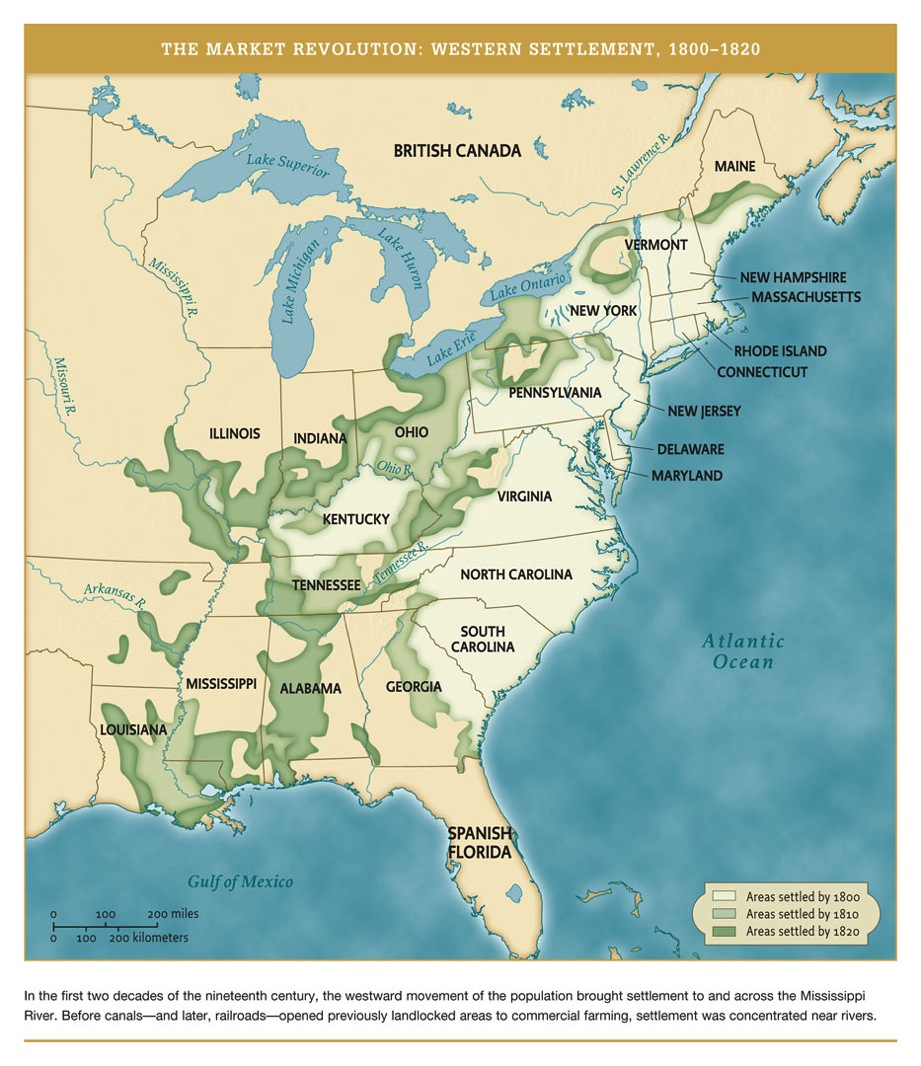 THE MARKET REVOLUTION: WESTERN SETTLEMENT, 1800–1820
BRITISH CANADA
Lake Superior
St. Lawrence R.
MAINE
Mississippi R.
Lake Michigan
Lake Huron
VERMONT
Lake Ontario
NEW HAMPSHIRE
MASSACHUSETTS
NEW YORK
Lake Erie
RHODE ISLAND
CONNECTICUT
Missouri R.
PENNSYLVANIA
NEW JERSEY
ILLINOIS
INDIANA
OHIO
DELAWARE
Ohio R.
MARYLAND
VIRGINIA
KENTUCKY
Tennessee R.
TENNESSEE
NORTH CAROLINA
Arkansas R.
SOUTH
CAROLINA
Atlantic
Ocean
MISSISSIPPI
ALABAMA
GEORGIA
LOUISIANA
SPANISH
FLORIDA
Gulf of Mexico
0 100 200 miles
0 100 200 kilometers
Areas settled by 1800
Areas settled by 1810
Areas settled by 1820
In the first two decades of the nineteenth century, the westward movement of the population brought settlement to and across the Mississippi
River. Before canals—and later, railroads—opened previously landlocked areas to commercial farming, settlement was concentrated near rivers.